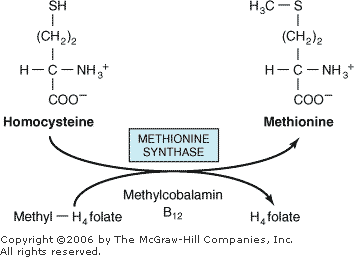 SH
(CH₂)₂
H — C — NH₃⁺
COO⁻
Homocysteine
H₃C — S
(CH₂)₂
H — C — NH₃⁺
COO⁻
Methionine
METHIONINE
SYNTHASE
Methylcobalamin
B₁₂
Methyl — H₄ folate
H₄ folate
Copyright ©2006 by The McGraw-Hill Companies, Inc.
All rights reserved.